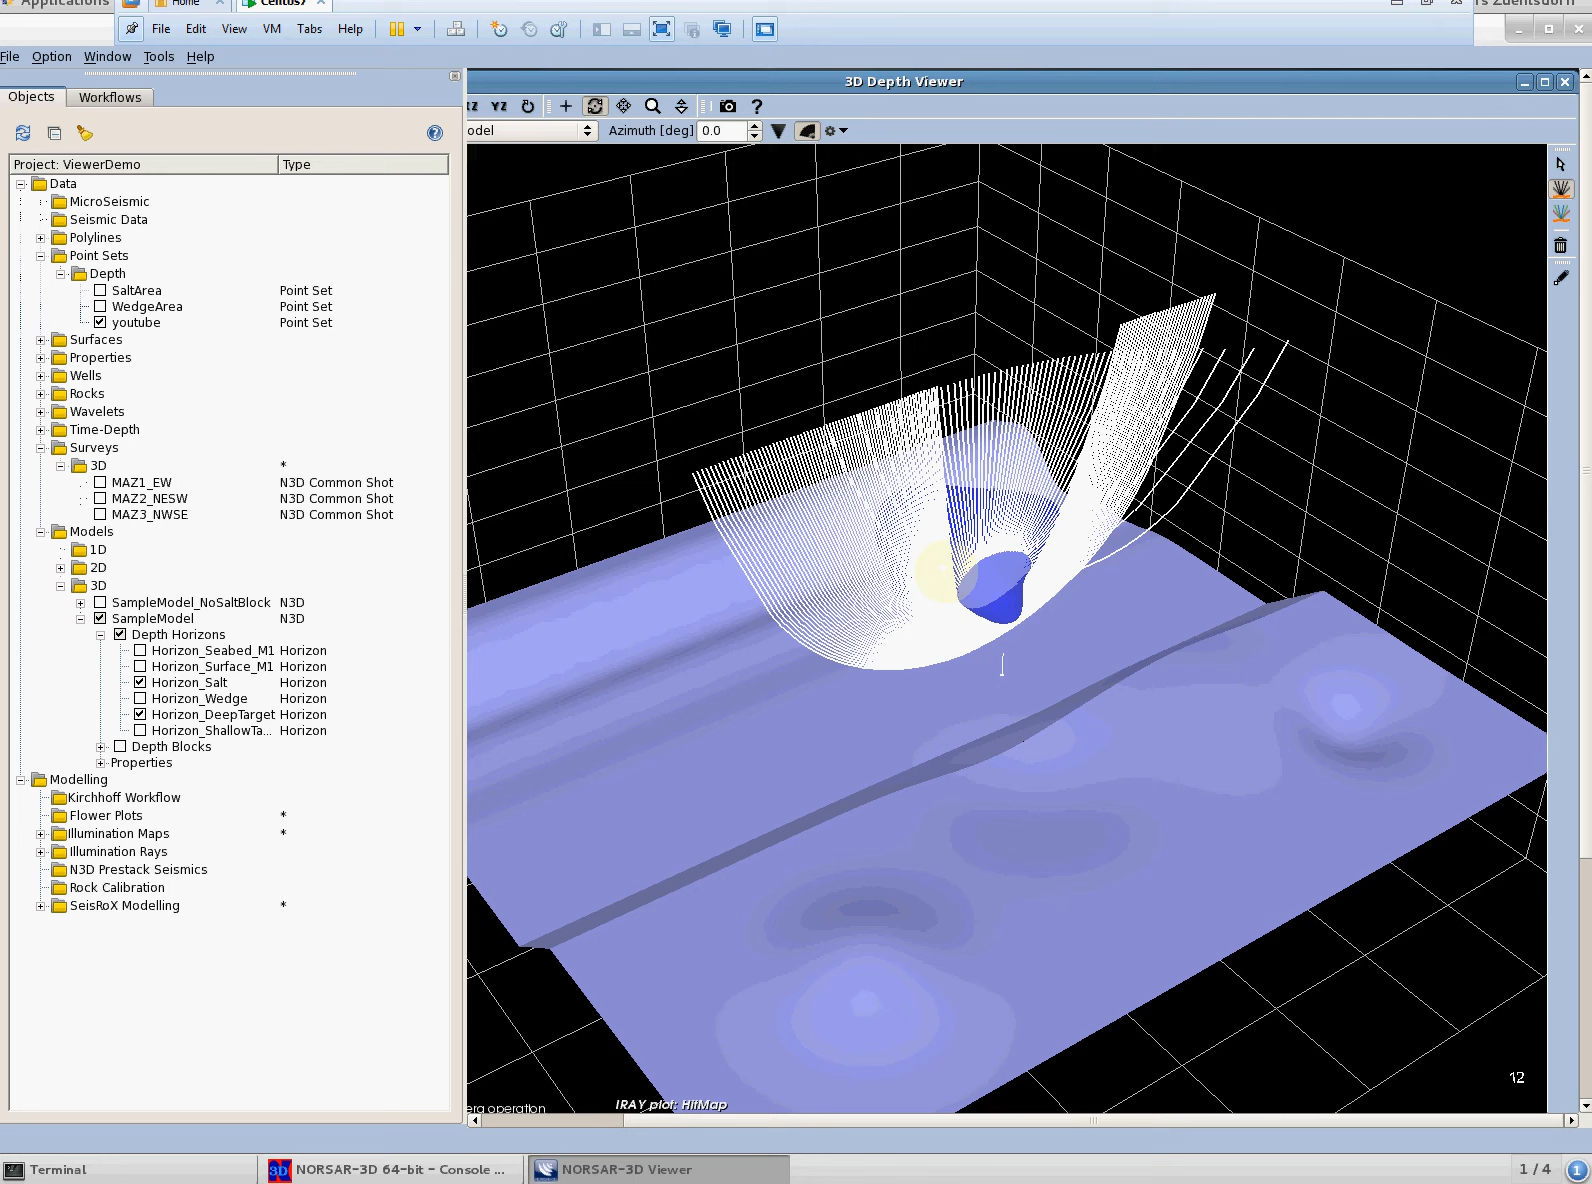 Applications
Home
Centos7
File Edit View VM Tabs Help
File Option Window Tools Help
3D Depth Viewer
Objects Workflows
YZ
Azimuth [deg] 0.0
Project: ViewerDemo Type
Data
MicroSeismic
Seismic Data
Polylines
Point Sets
Depth
SaltArea Point Set
WedgeArea Point Set
youtube Point Set
Surfaces
Properties
Wells
Rocks
Wavelets
Time-Depth
Surveys
3D *
MAZ1_EW N3D Common Shot
MAZ2_NESW N3D Common Shot
MAZ3_NWSE N3D Common Shot
Models
1D
2D
3D
SampleModel_NoSaltBlock N3D
SampleModel N3D
Depth Horizons
Horizon_Seabed_M1 Horizon
Horizon_Surface_M1 Horizon
Horizon_Salt Horizon
Horizon_Wedge Horizon
Horizon_DeepTarget Horizon
Horizon_ShallowTa... Horizon
Depth Blocks
Properties
Modelling
Kirchhoff Workflow
Flower Plots *
Illumination Maps *
Illumination Rays
N3D Prestack Seismics
Rock Calibration
SeisRoX Modelling *
12
operation
IRAY plot: HitMap
Terminal
3D NORSAR-3D 64-bit - Console ...
NORSAR-3D Viewer
1 / 4
1